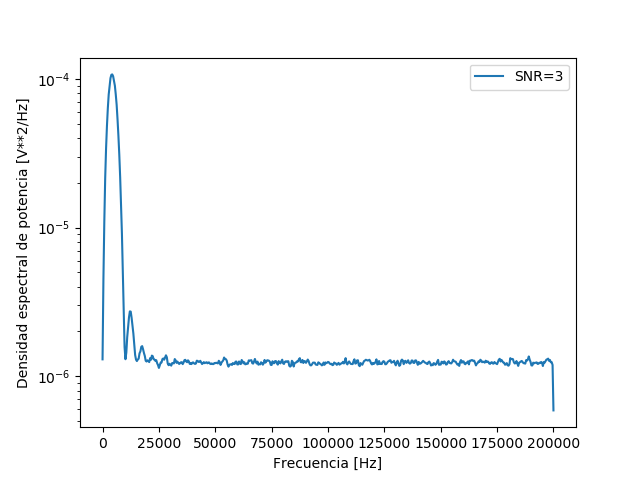 SNR=3
Densidad espectral de potencia [V**2/Hz]
10⁻⁴
10⁻⁵
10⁻⁶
0 25000 50000 75000 100000 125000 150000 175000 200000
Frecuencia [Hz]